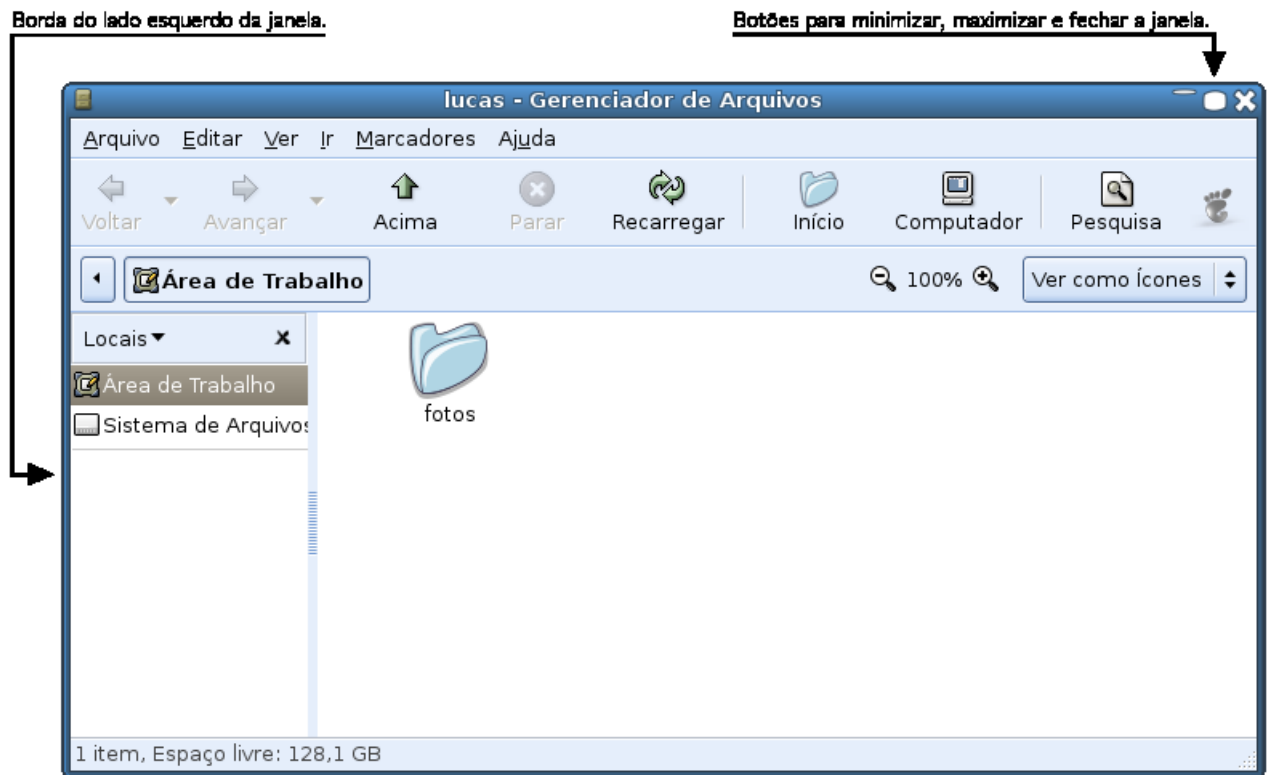 Borda do lado esquerdo da janela.
Botões para minimizar, maximizar e fechar a janela.
lucas - Gerenciador de Arquivos
Arquivo Editar Ver Ir Marcadores Ajuda
Voltar Avançar Acima Parar Recarregar Início Computador Pesquisa
Área de Trabalho 100% Ver como Ícones
Locais
Área de Trabalho
Sistema de Arquivos
fotos
1 item, Espaço livre: 128,1 GB